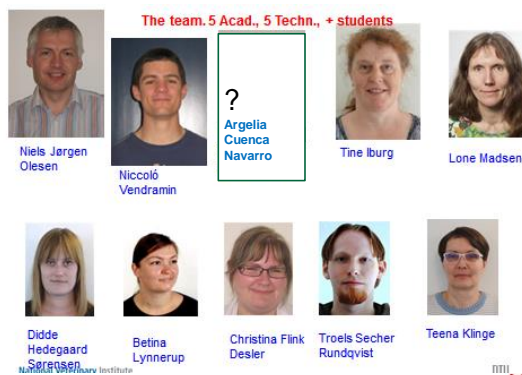 The team. 5 Acad., 5 Techn., + students
?
Argelia
Cuenca
Navarro
Niels Jørgen
Olesen
Niccoló
Vendramin
Tine Iburg
Lone Madsen
Didde
Hedegaard
Sørensen
Betina
Lynnerup
Christina Flink
Desler
Troels Secher
Rundqvist
Teena Klinge
National Veterinary Institute
DTU